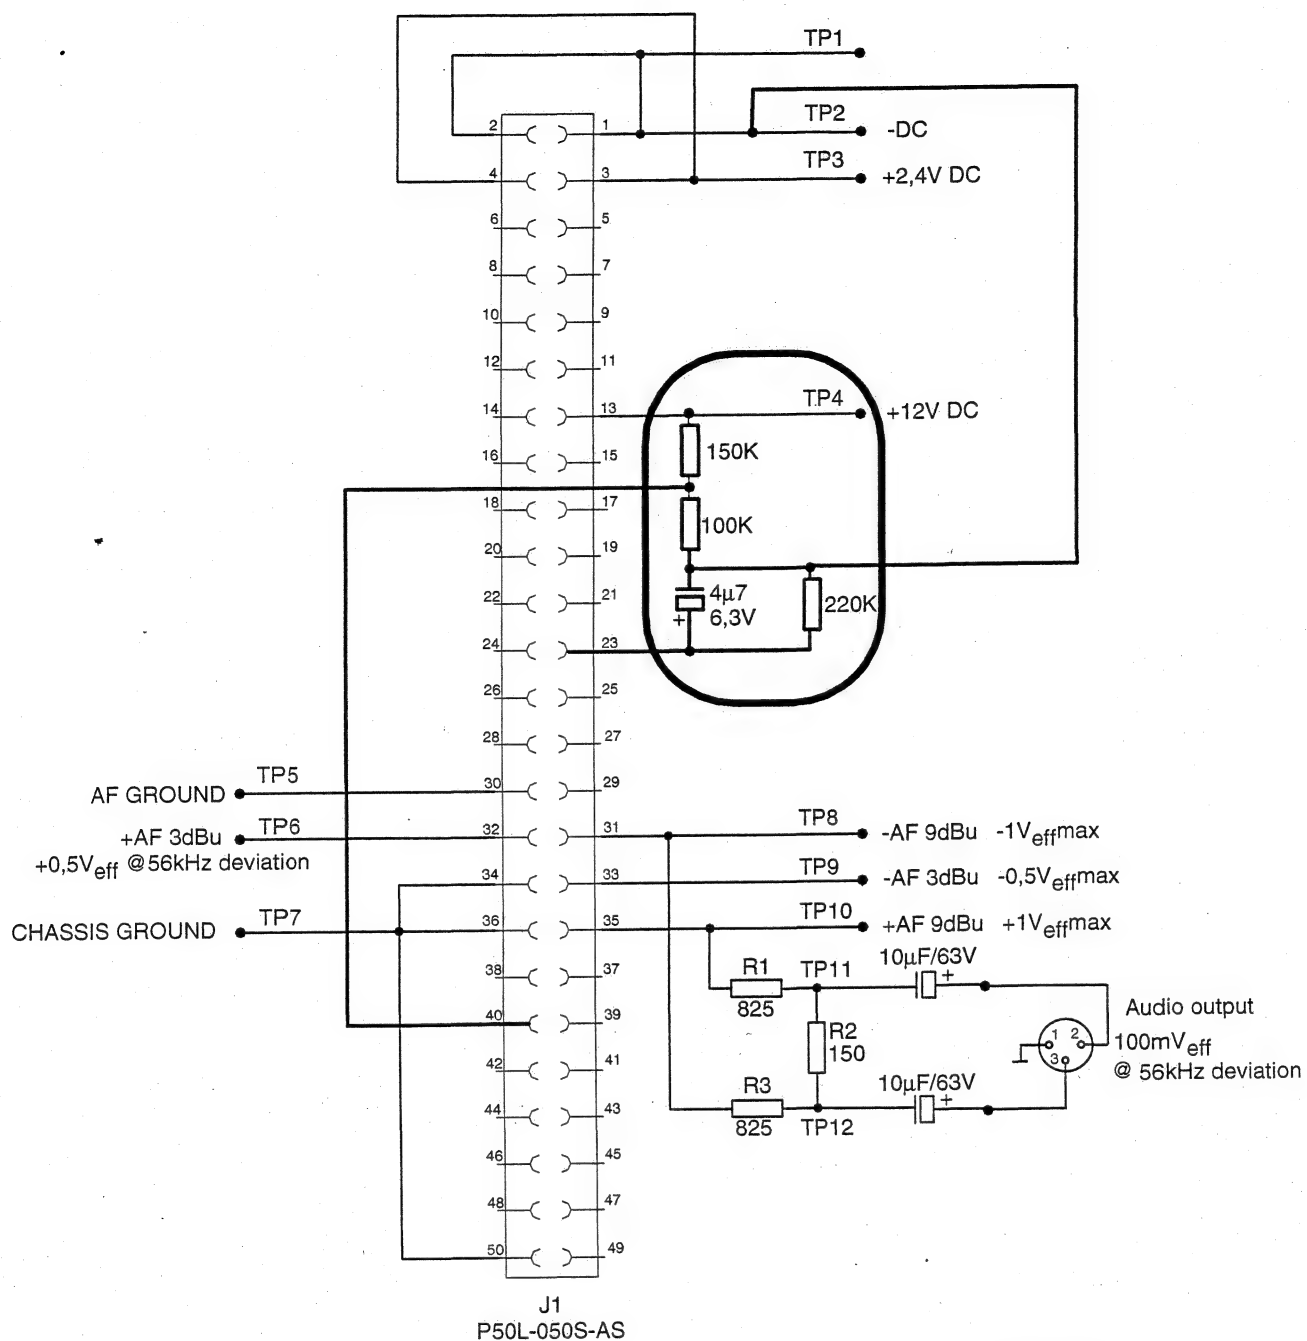 TP1
TP2
-DC
TP3
+2,4V DC
2 1
4 3
6 5
8 7
10 9
12 11
14 13
TP4
+12V DC
16 15
150K
18 17
100K
20 19
22 21
4µ7
6,3V
+
220K
24 23
26 25
28 27
AF GROUND
TP5
30 29
+AF 3dBu
TP6
+0,5Veff @56kHz deviation
32 31
TP8
-AF 9dBu -1Veffmax
34 33
TP9
-AF 3dBu -0,5Veffmax
CHASSIS GROUND
TP7
36 35
TP10
+AF 9dBu +1Veffmax
38 37
R1
825
TP11
10µF/63V
+
40 39
R2
150
1 2
3
Audio output
100mVeff
@ 56kHz deviation
42 41
R3
825
TP12
10µF/63V
+
44 43
46 45
48 47
50 49
J1
P50L-050S-AS